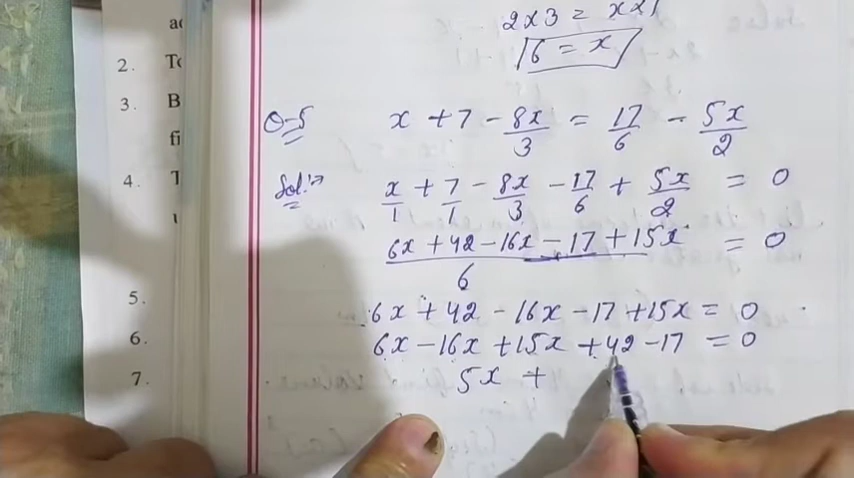 2x3 = x x 1
6 = x
2.
3. B
fi
4.
5.
6.
7.
Q-5 x + 7 - 8x/3 = 17/6 - 5x/2
Sol:- x/1 + 7/1 - 8x/3 - 17/6 + 5x/2 = 0
6x + 42 - 16x - 17 + 15x / 6 = 0
6x + 42 - 16x - 17 + 15x = 0
6x - 16x + 15x + 42 - 17 = 0
5x +